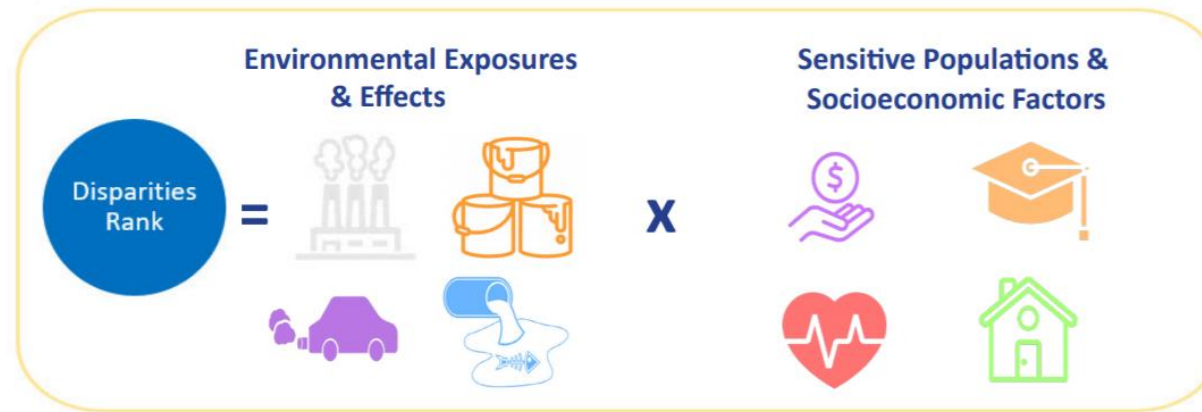 Environmental Exposures
& Effects
Sensitive Populations &
Socioeconomic Factors
Disparities
Rank
=
X
$